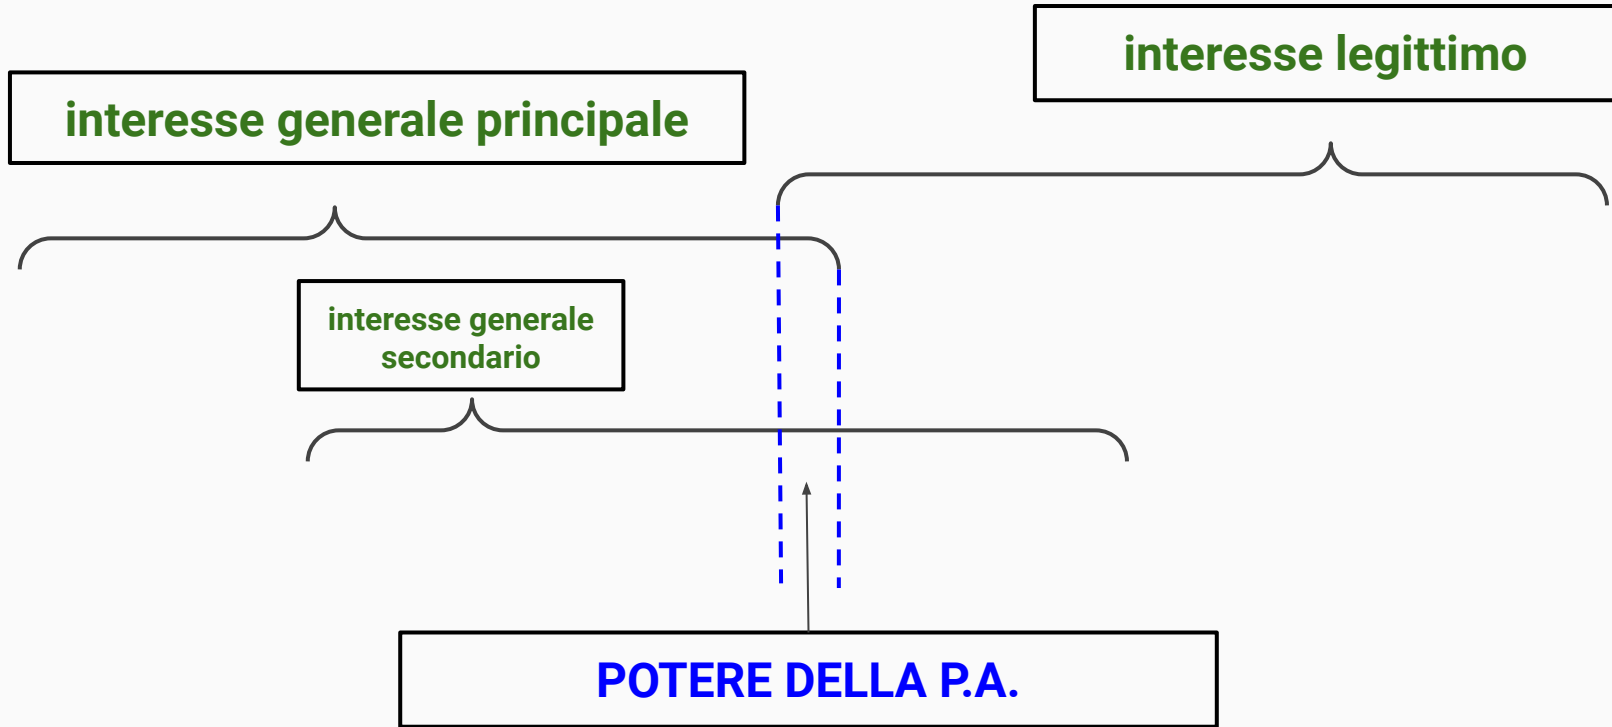 interesse legittimo
interesse generale principale
interesse generale
secondario
POTERE DELLA P.A.